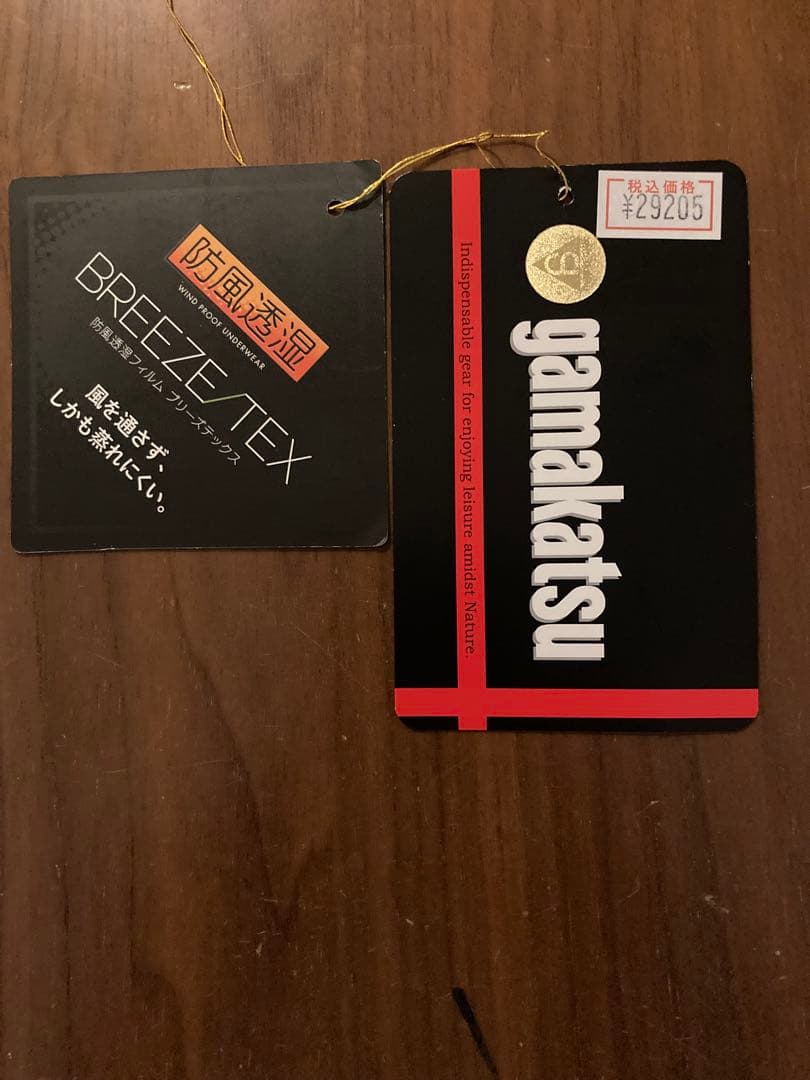 防風透湿
WIND PROOF UNDERWEAR
BREEZE/TEX
防風透湿フィルム ブリーズテックス
風を通さず、
しかも蒸れにくい。
税込価格
¥29205
gamakatsu
Indispensable gear for enjoying leisure amidst Nature.